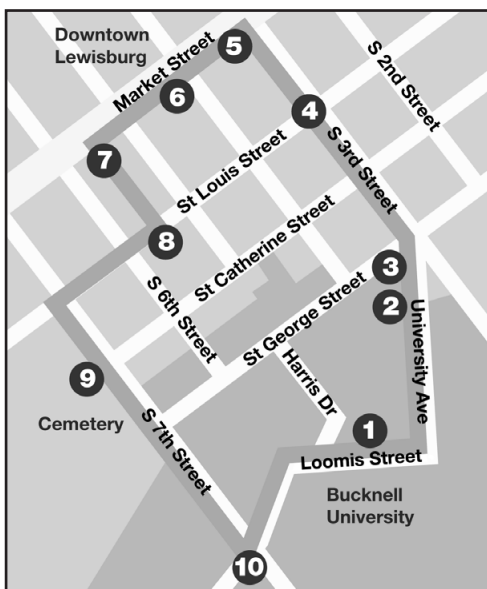 Downtown
Lewisburg
Market Street
5
6
S 2nd Street
4
S 3rd Street
7
St Louis Street
8
St Catherine Street
S 6th Street
3
St George Street
2
University Ave
Harris Dr
9
Cemetery
S 7th Street
1
Loomis Street
Bucknell
University
10